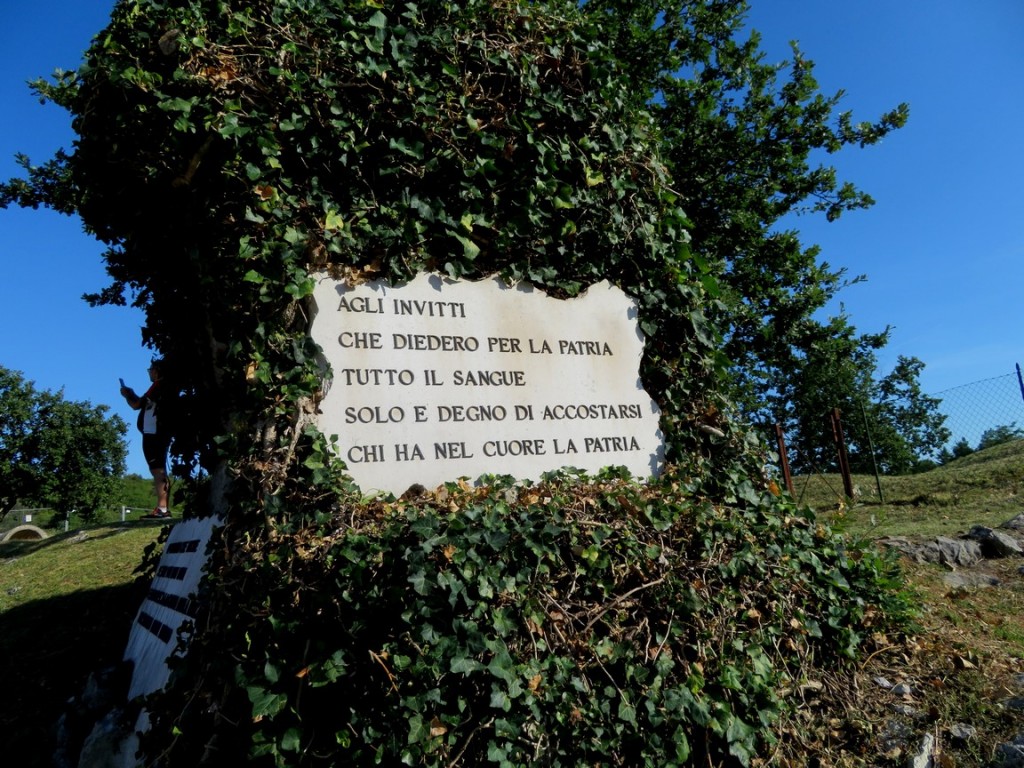 AGLI INVITTI
CHE DIEDERO PER LA PATRIA
TUTTO IL SANGUE
SOLO E DEGNO DI ACCOSTARSI
CHI HA NEL CUORE LA PATRIA